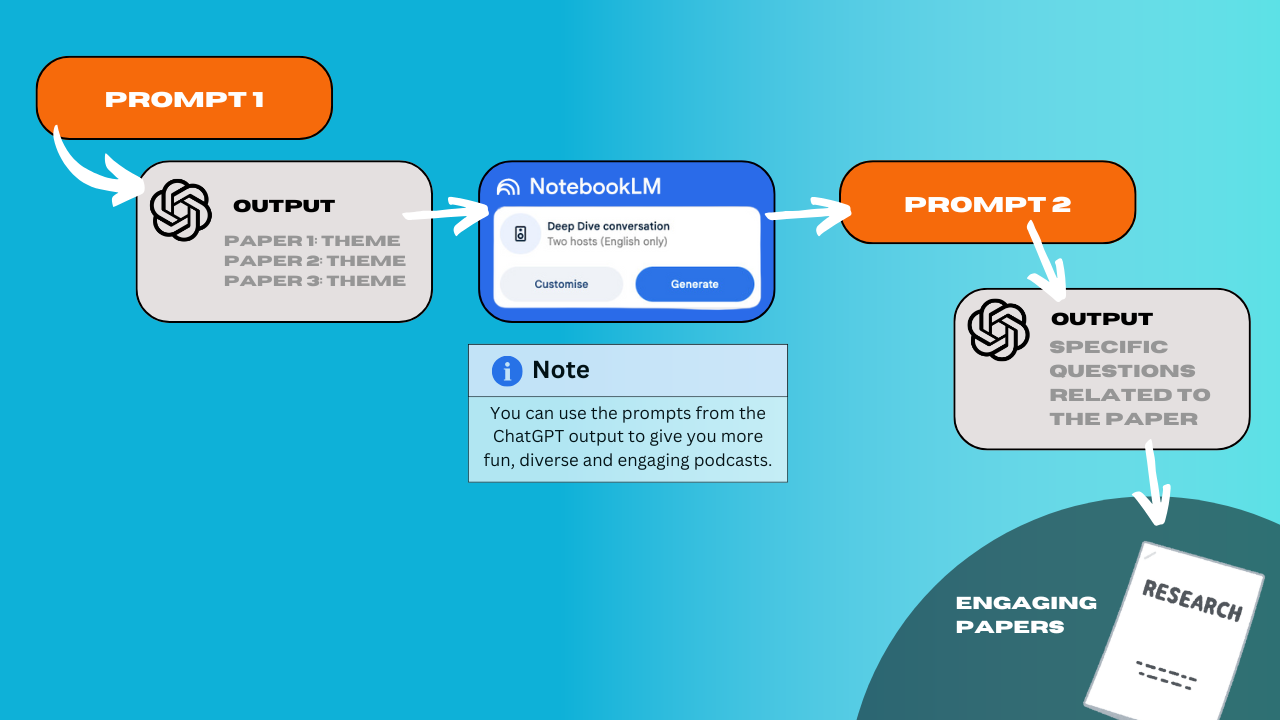 PROMPT 1
OUTPUT
PAPER 1: THEME
PAPER 2: THEME
PAPER 3: THEME
NotebookLM
Deep Dive conversation
Two hosts (English only)
Customise
Generate
Note
You can use the prompts from the
ChatGPT output to give you more
fun, diverse and engaging podcasts.
PROMPT 2
OUTPUT
SPECIFIC
QUESTIONS
RELATED TO
THE PAPER
ENGAGING
PAPERS
RESEARCH